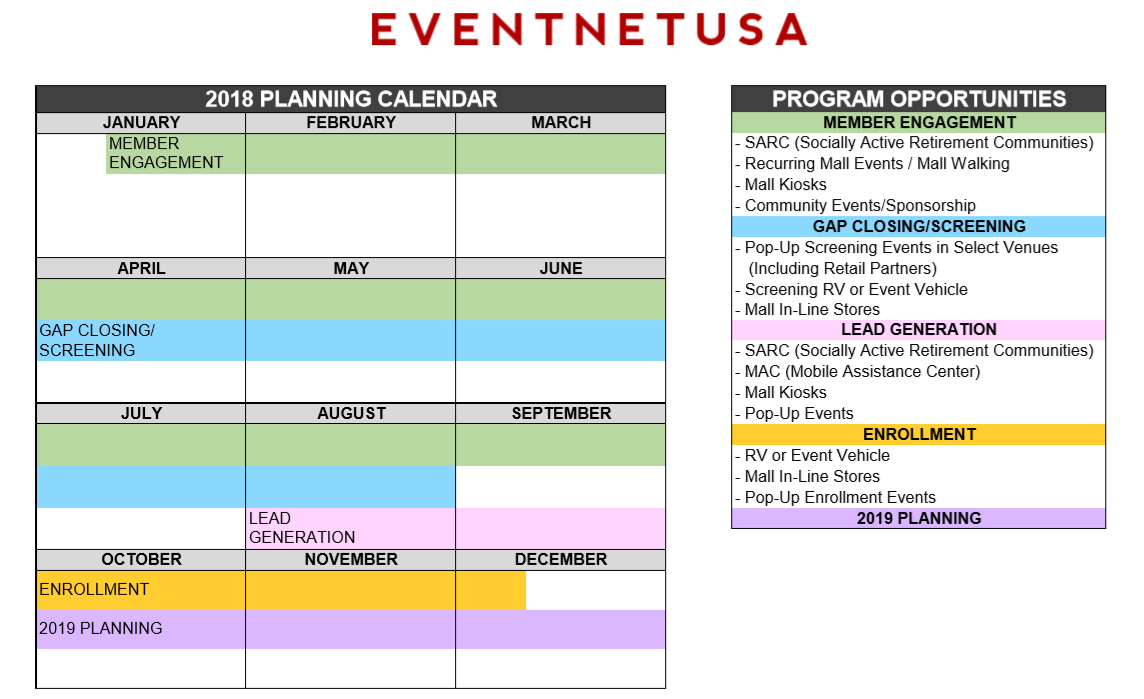 EVENTNETUSA
2018 PLANNING CALENDAR
JANUARY FEBRUARY MARCH
MEMBER
ENGAGEMENT
APRIL MAY JUNE
GAP CLOSING/
SCREENING
JULY AUGUST SEPTEMBER
LEAD
GENERATION
OCTOBER NOVEMBER DECEMBER
ENROLLMENT
2019 PLANNING
PROGRAM OPPORTUNITIES
MEMBER ENGAGEMENT
- SARC (Socially Active Retirement Communities)
- Recurring Mall Events / Mall Walking
- Mall Kiosks
- Community Events/Sponsorship
GAP CLOSING/SCREENING
- Pop-Up Screening Events in Select Venues
(Including Retail Partners)
- Screening RV or Event Vehicle
- Mall In-Line Stores
LEAD GENERATION
- SARC (Socially Active Retirement Communities)
- MAC (Mobile Assistance Center)
- Mall Kiosks
- Pop-Up Events
ENROLLMENT
- RV or Event Vehicle
- Mall In-Line Stores
- Pop-Up Enrollment Events
2019 PLANNING